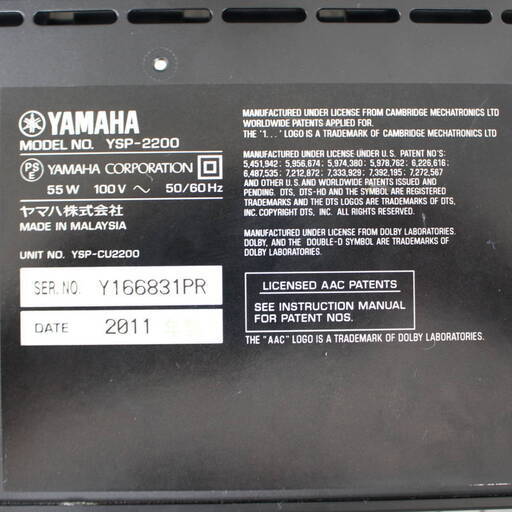 YAMAHA
MODEL NO. YSP-2200
PS E YAMAHA CORPORATION
55W 100V ~ 50/60Hz
ヤマハ株式会社
MADE IN MALAYSIA
UNIT NO. YSP-CU2200
SER. NO. Y166831PR
DATE 2011
MANUFACTURED UNDER LICENSE FROM CAMBRIDGE MECHATRONICS LTD
WORLDWIDE PATENTS APPLIED FOR.
THE '1...' LOGO IS A TRADEMARK OF CAMBRIDGE MECHATRONICS LTD
MANUFACTURED UNDER LICENSE UNDER U.S. PATENT NO'S:
5,451,942; 5,956,674; 5,974,380; 5,978,762; 6,226,616;
6,487,535; 7,212,872; 7,333,929; 7,392,195; 7,272,567
AND OTHER U.S. AND WORLDWIDE PATENTS ISSUED AND
PENDING. DTS, DTS-HD AND THE SYMBOL ARE REGISTERED
TRADEMARKS AND THE DTS LOGOS ARE TRADEMARKS OF DTS,
INC. COPYRIGHT DTS, INC. ALL RIGHTS RESERVED.
MANUFACTURED UNDER LICENSE FROM DOLBY LABORATORIES.
DOLBY, AND THE DOUBLE-D SYMBOL ARE TRADEMARKS OF
DOLBY LABORATORIES.
LICENSED AAC PATENTS
SEE INSTRUCTION MANUAL
FOR PATENT NOS.
THE "AAC" LOGO IS A TRADEMARK OF DOLBY LABORATORIES.